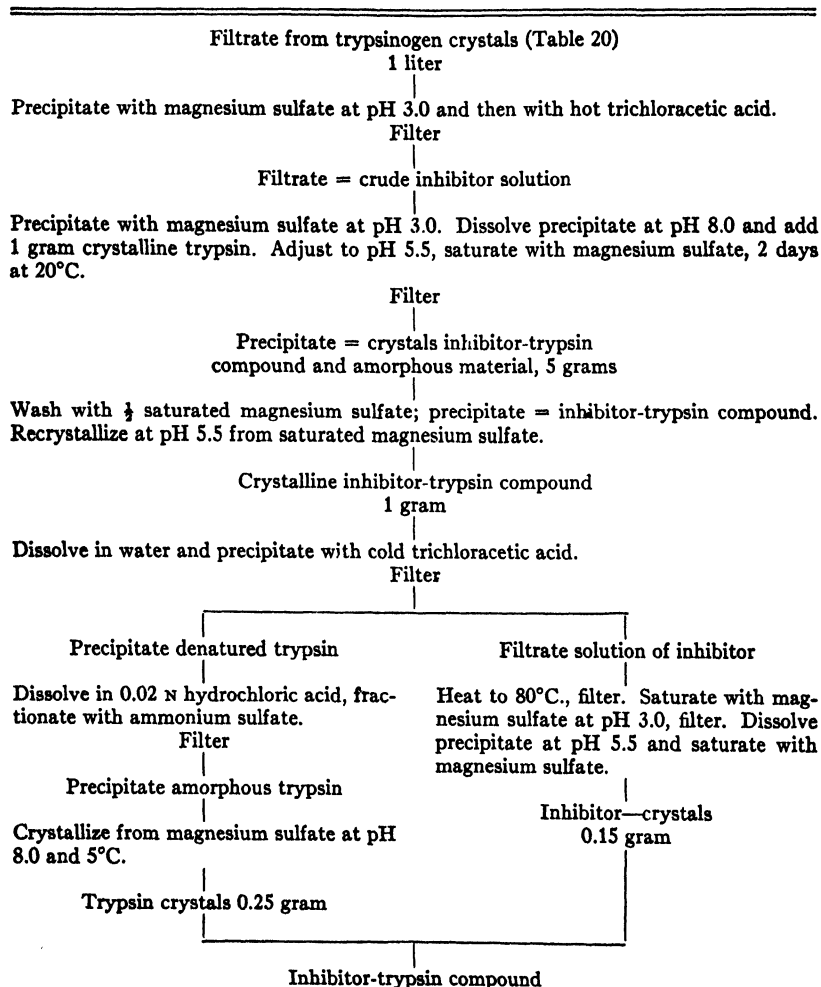 Filtrate from trypsinogen crystals (Table 20)
1 liter
Precipitate with magnesium sulfate at pH 3.0 and then with hot trichloracetic acid.
Filter
Filtrate = crude inhibitor solution
Precipitate with magnesium sulfate at pH 3.0. Dissolve precipitate at pH 8.0 and add
1 gram crystalline trypsin. Adjust to pH 5.5, saturate with magnesium sulfate, 2 days
at 20°C.
Filter
Precipitate = crystals inhibitor-trypsin
compound and amorphous material, 5 grams
Wash with ½ saturated magnesium sulfate; precipitate = inhibitor-trypsin compound.
Recrystallize at pH 5.5 from saturated magnesium sulfate.
Crystalline inhibitor-trypsin compound
1 gram
Dissolve in water and precipitate with cold trichloracetic acid.
Filter
Precipitate denatured trypsin
Dissolve in 0.02 N hydrochloric acid, frac-
tionate with ammonium sulfate.
Filter
Precipitate amorphous trypsin
Crystallize from magnesium sulfate at pH
8.0 and 5°C.
Trypsin crystals 0.25 gram
Filtrate solution of inhibitor
Heat to 80°C., filter. Saturate with mag-
nesium sulfate at pH 3.0, filter. Dissolve
precipitate at pH 5.5 and saturate with
magnesium sulfate.
Inhibitor—crystals
0.15 gram
Inhibitor-trypsin compound